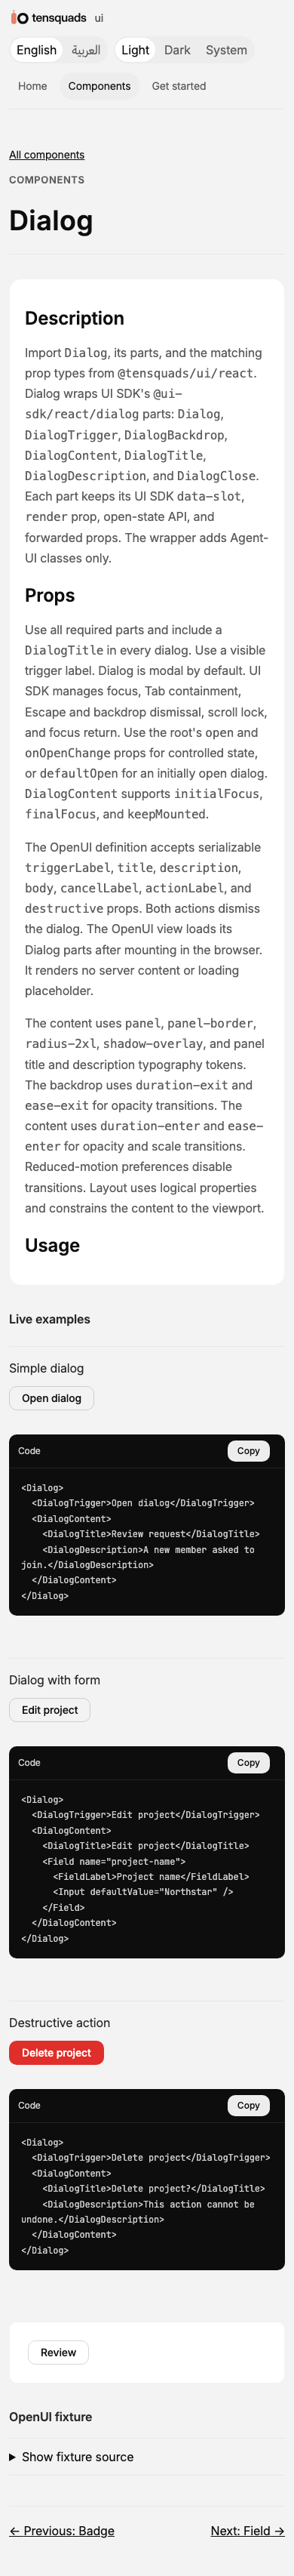 tensquads ui
English العربية Light Dark System
Home Components Get started
All components
COMPONENTS
Dialog
Description
Import Dialog, its parts, and the matching
prop types from @tensquads/ui/react.
Dialog wraps UI SDK's @ui-
sdk/react/dialog parts: Dialog,
DialogTrigger, DialogBackdrop,
DialogContent, DialogTitle,
DialogDescription, and DialogClose.
Each part keeps its UI SDK data-slot,
render prop, open-state API, and
forwarded props. The wrapper adds Agent-
UI classes only.
Props
Use all required parts and include a
DialogTitle in every dialog. Use a visible
trigger label. Dialog is modal by default. UI
SDK manages focus, Tab containment,
Escape and backdrop dismissal, scroll lock,
and focus return. Use the root's open and
onOpenChange props for controlled state,
or defaultOpen for an initially open dialog.
DialogContent supports initialFocus,
finalFocus, and keepMounted.
The OpenUI definition accepts serializable
triggerLabel, title, description,
body, cancelLabel, actionLabel, and
destructive props. Both actions dismiss
the dialog. The OpenUI view loads its
Dialog parts after mounting in the browser.
It renders no server content or loading
placeholder.
The content uses panel, panel-border,
radius-2xl, shadow-overlay, and panel
title and description typography tokens.
The backdrop uses duration-exit and
ease-exit for opacity transitions. The
content uses duration-enter and ease-
enter for opacity and scale transitions.
Reduced-motion preferences disable
transitions. Layout uses logical properties
and constrains the content to the viewport.
Usage
Live examples
Simple dialog
Open dialog
Code Copy
<Dialog>
<DialogTrigger>Open dialog</DialogTrigger>
<DialogContent>
<DialogTitle>Review request</DialogTitle>
<DialogDescription>A new member asked to
join.</DialogDescription>
</DialogContent>
</Dialog>
Dialog with form
Edit project
Code Copy
<Dialog>
<DialogTrigger>Edit project</DialogTrigger>
<DialogContent>
<DialogTitle>Edit project</DialogTitle>
<Field name="project-name">
<FieldLabel>Project name</FieldLabel>
<Input defaultValue="Northstar" />
</Field>
</DialogContent>
</Dialog>
Destructive action
Delete project
Code Copy
<Dialog>
<DialogTrigger>Delete project</DialogTrigger>
<DialogContent>
<DialogTitle>Delete project?</DialogTitle>
<DialogDescription>This action cannot be
undone.</DialogDescription>
</DialogContent>
</Dialog>
Review
OpenUI fixture
▶ Show fixture source
← Previous: Badge Next: Field →